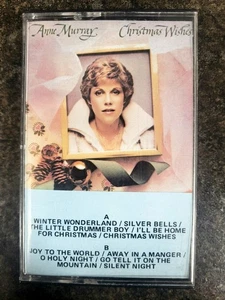 Anne Murray Christmas Wishes
A
WINTER WONDERLAND / SILVER BELLS /
THE LITTLE DRUMMER BOY / I'LL BE HOME
FOR CHRISTMAS / CHRISTMAS WISHES
B
JOY TO THE WORLD / AWAY IN A MANGER /
O HOLY NIGHT / GO TELL IT ON THE
MOUNTAIN / SILENT NIGHT